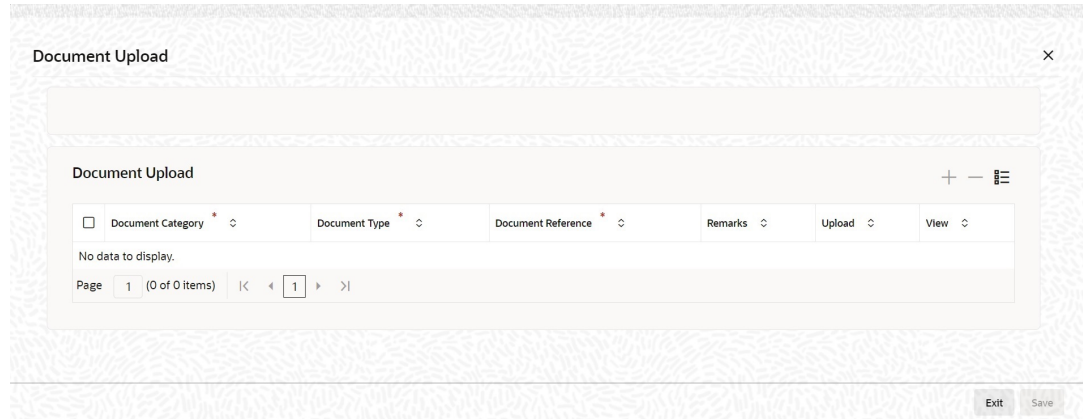 Document Upload
Document Upload
Document Category * Document Type * Document Reference * Remarks Upload View
No data to display.
Page 1 (0 of 0 items) 1
Exit Save